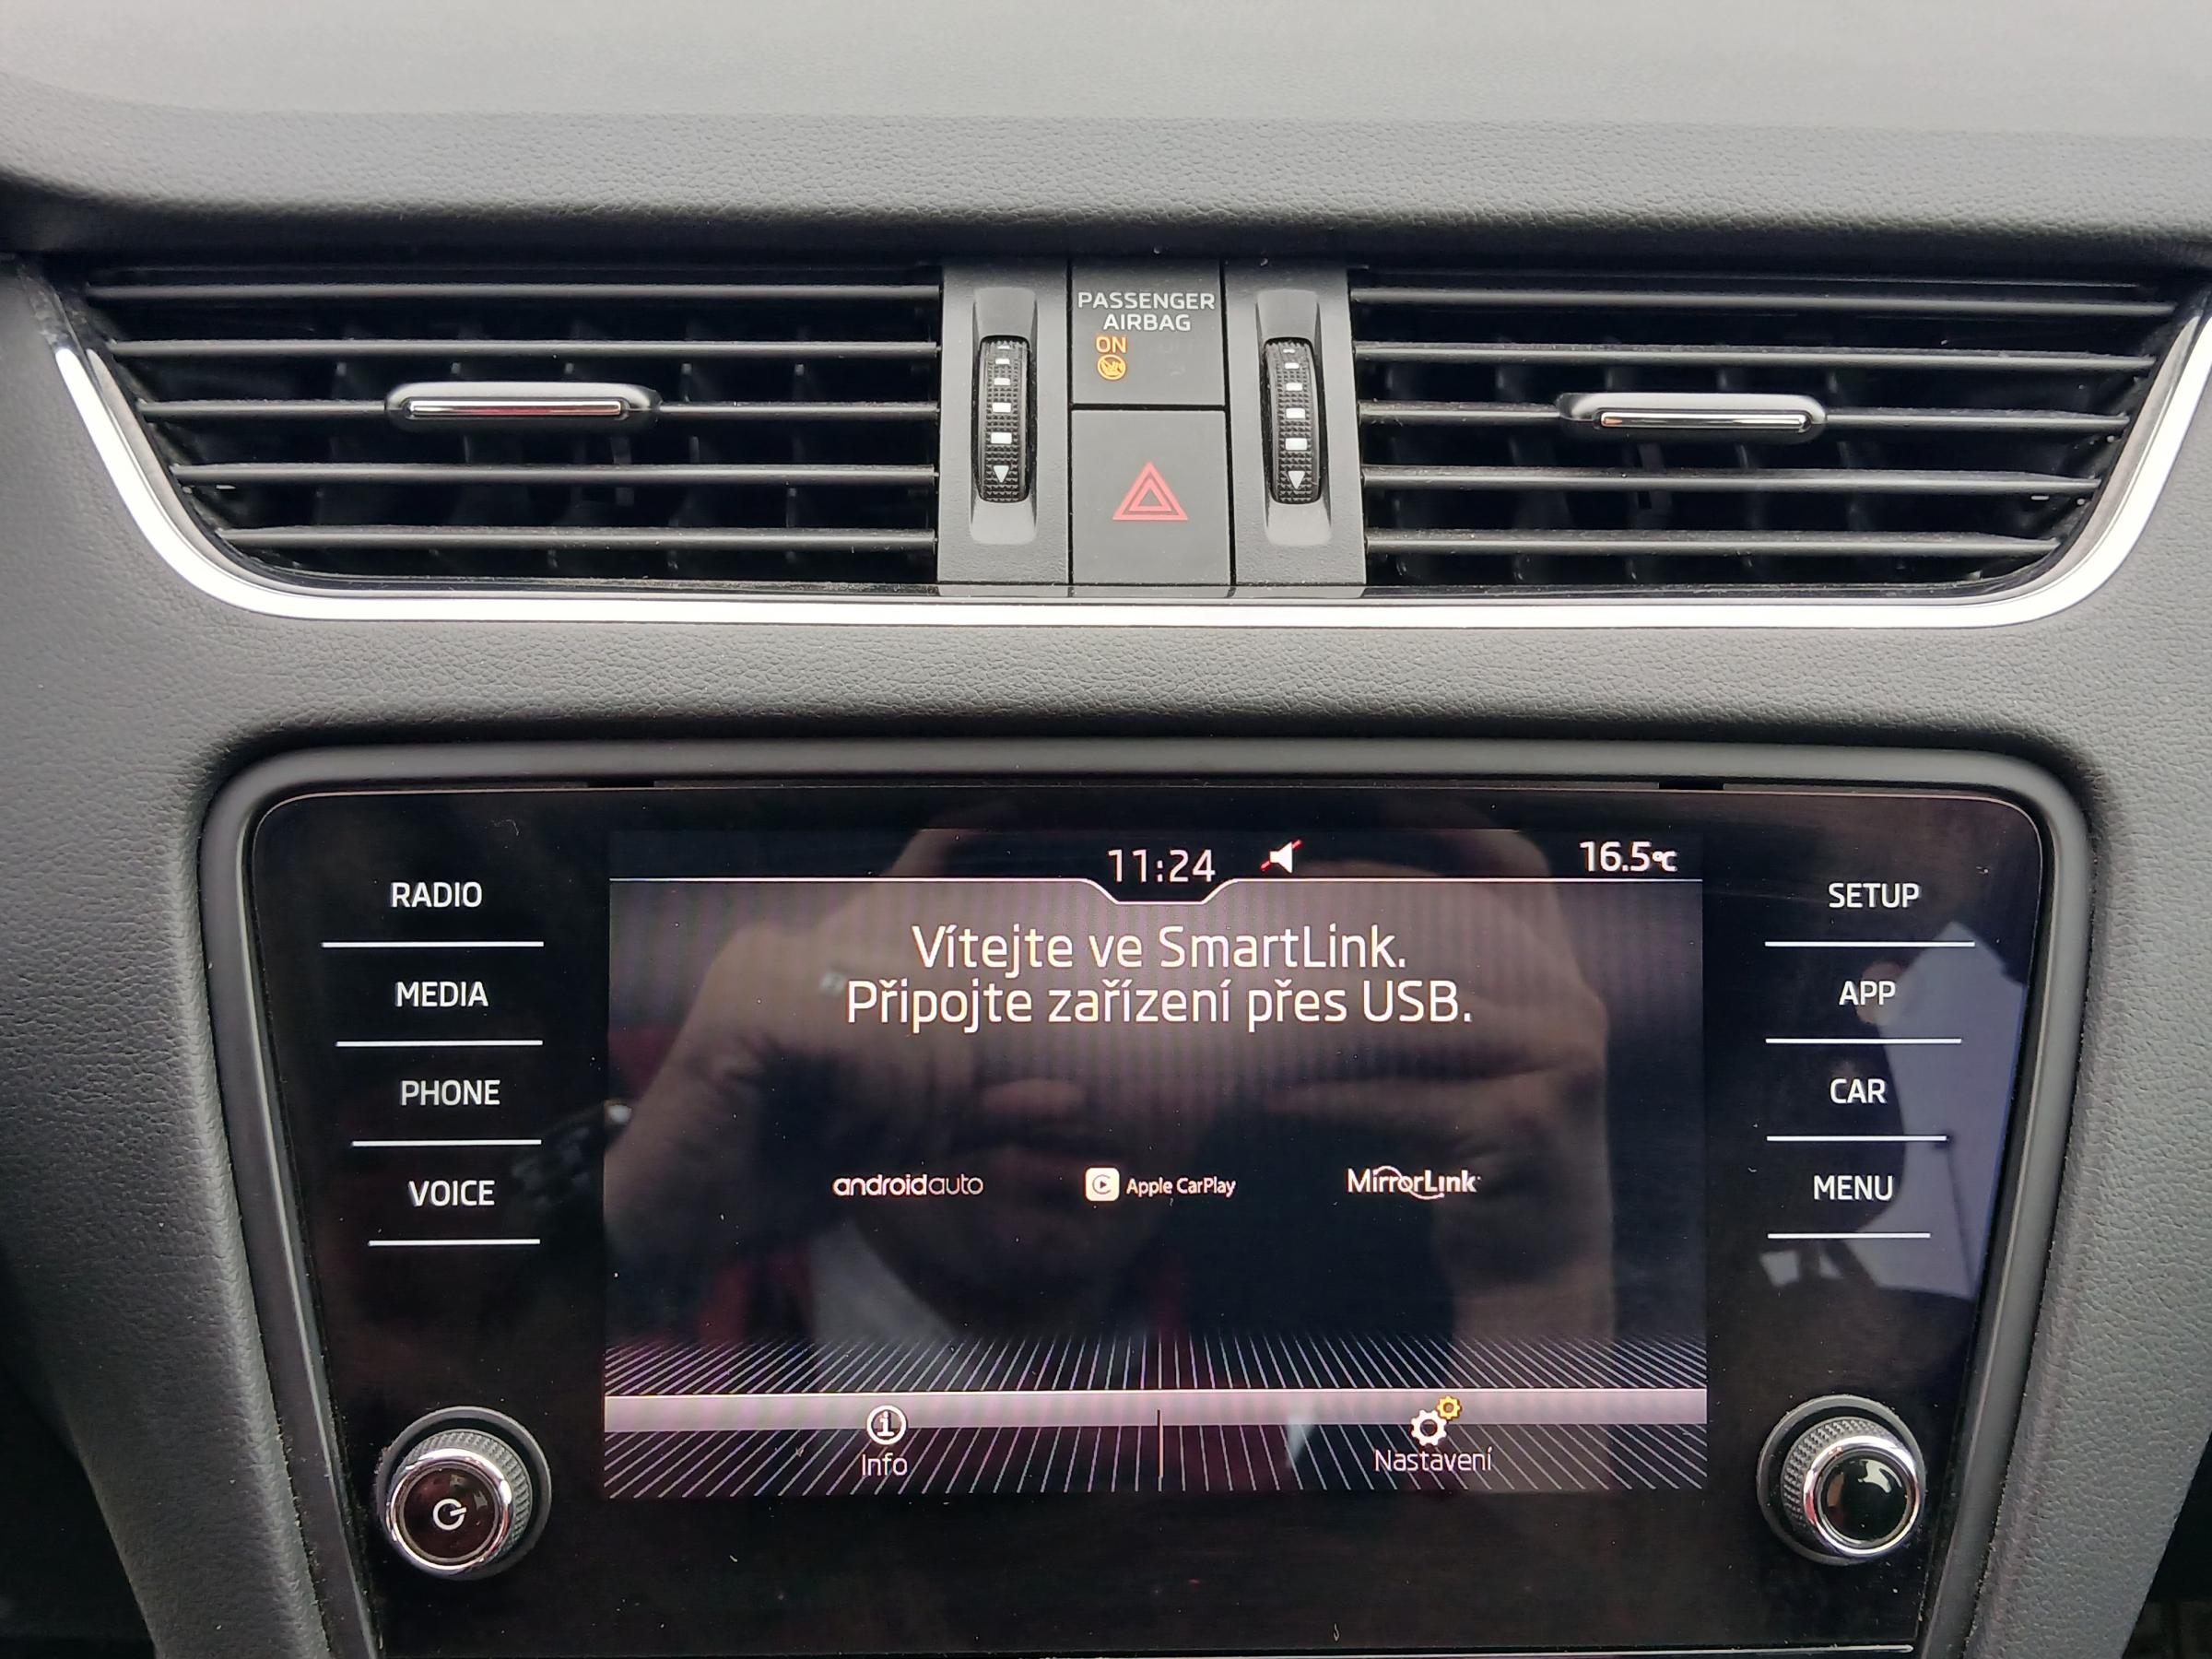 PASSENGER
AIRBAG
ON
11:24
16.5°C
RADIO
MEDIA
PHONE
VOICE
Vítejte ve SmartLink.
Připojte zařízení přes USB.
androidauto
Apple CarPlay
MirrorLink
Info
Nastavení
SETUP
APP
CAR
MENU